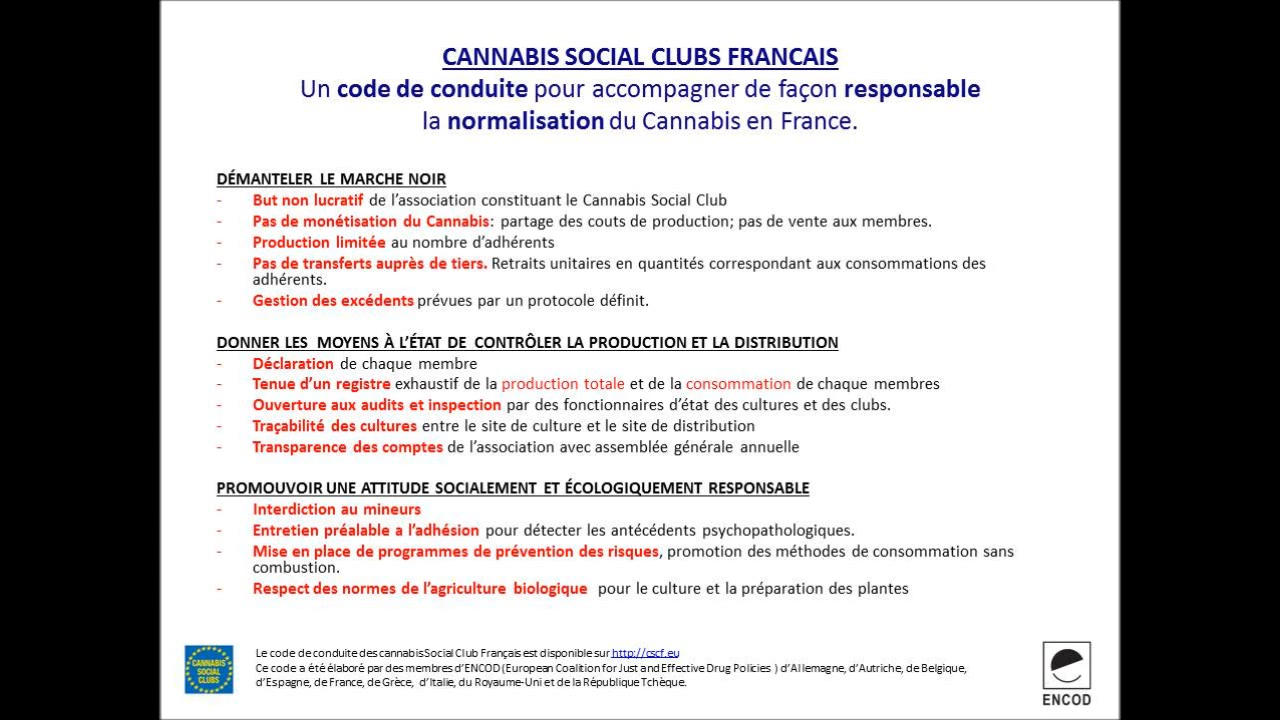 CANNABIS SOCIAL CLUBS FRANCAIS
Un code de conduite pour accompagner de façon responsable
la normalisation du Cannabis en France.
DÉMANTELER LE MARCHE NOIR
- But non lucratif de l’association constituant le Cannabis Social Club
- Pas de monétisation du Cannabis: partage des couts de production; pas de vente aux membres.
- Production limitée au nombre d’adhérents
- Pas de transferts auprès de tiers. Retraits unitaires en quantités correspondant aux consommations des
adhérents.
- Gestion des excédents prévues par un protocole définit.
DONNER LES MOYENS À L’ÉTAT DE CONTRÔLER LA PRODUCTION ET LA DISTRIBUTION
- Déclaration de chaque membre
- Tenue d’un registre exhaustif de la production totale et de la consommation de chaque membres
- Ouverture aux audits et inspection par des fonctionnaires d’état des cultures et des clubs.
- Traçabilité des cultures entre le site de culture et le site de distribution
- Transparence des comptes de l’association avec assemblée générale annuelle
PROMOUVOIR UNE ATTITUDE SOCIALEMENT ET ÉCOLOGIQUEMENT RESPONSABLE
- Interdiction au mineurs
- Entretien préalable a l’adhésion pour détecter les antécédents psychopathologiques.
- Mise en place de programmes de prévention des risques, promotion des méthodes de consommation sans
combustion.
- Respect des normes de l’agriculture biologique pour le culture et la préparation des plantes
CANNABIS
SOCIAL
CLUBS
Le code de conduite des cannabis Social Club Français est disponible sur http://cscf.eu
Ce code a été élaboré par des membres d’ENCOD (European Coalition for Just and Effective Drug Policies ) d’Allemagne, d’Autriche, de Belgique,
d’Espagne, de France, de Grèce, d’Italie, du Royaume-Uni et de la République Tchèque.
ENCOD